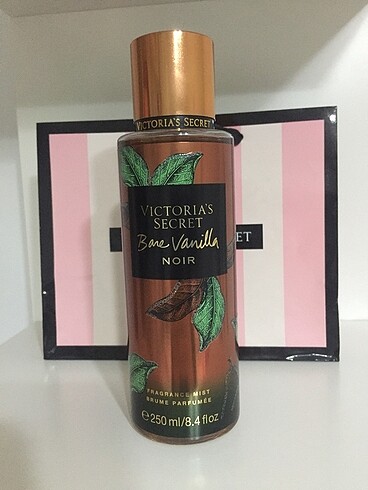 VICTORIA'S SECRET
VICTORIA'S
SECRET
Bare Vanilla
NOIR
FRAGRANCE MIST
BRUME PARFUMÉE
℮250 ml/8.4 fl oz
ET